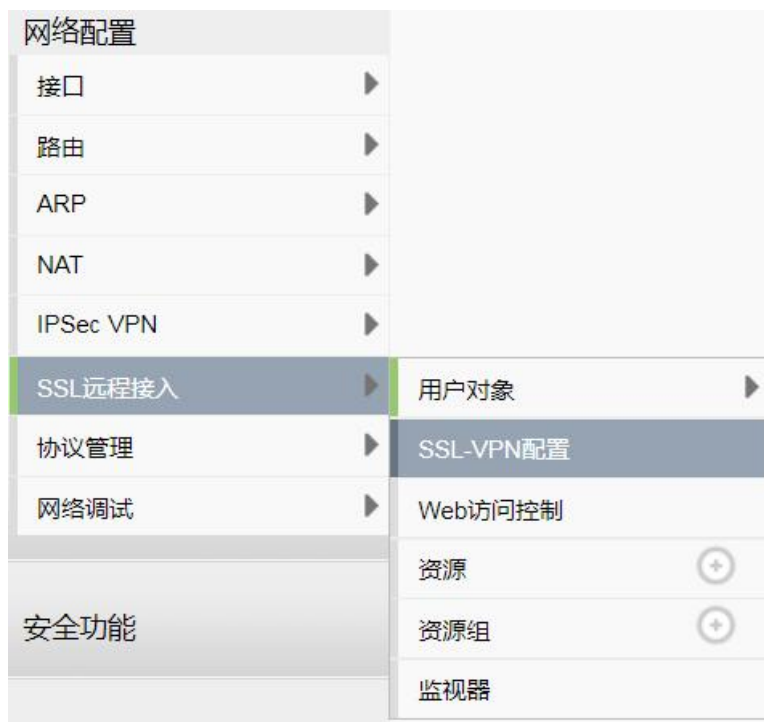 网络配置
接口
路由
ARP
NAT
IPSec VPN
SSL远程接入
协议管理
网络调试
安全功能
用户对象
SSL-VPN配置
Web访问控制
资源
资源组
监视器